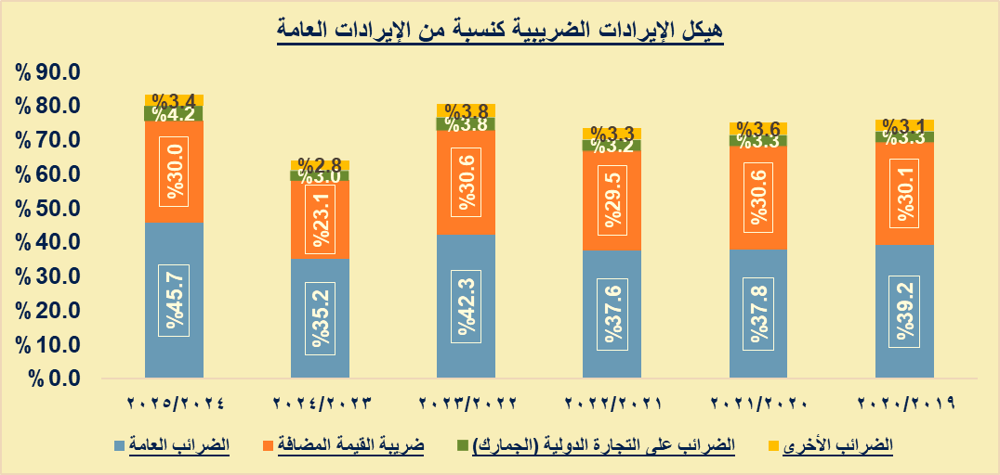 هيكل الإيرادات الضريبية كنسبة من الإيرادات العامة
%90.0
%80.0
%70.0
%60.0
%50.0
%40.0
%30.0
%20.0
%10.0
%0.0
%3.4 %2.8 %3.8 %3.3 %3.6 %3.1
%4.2 %3.0 %3.8 %3.2 %3.3 %3.3
%30.0 %23.1 %30.6 %29.5 %30.6 %30.1
%45.7 %35.2 %42.3 %37.6 %37.8 %39.2
٢٠٢٥/٢٠٢٤ ٢٠٢٤/٢٠٢٣ ٢٠٢٣/٢٠٢٢ ٢٠٢٢/٢٠٢١ ٢٠٢١/٢٠٢٠ ٢٠٢٠/٢٠١٩
الضرائب العامة ضريبة القيمة المضافة الضرائب على التجارة الدولية (الجمارك) الضرائب الأخرى